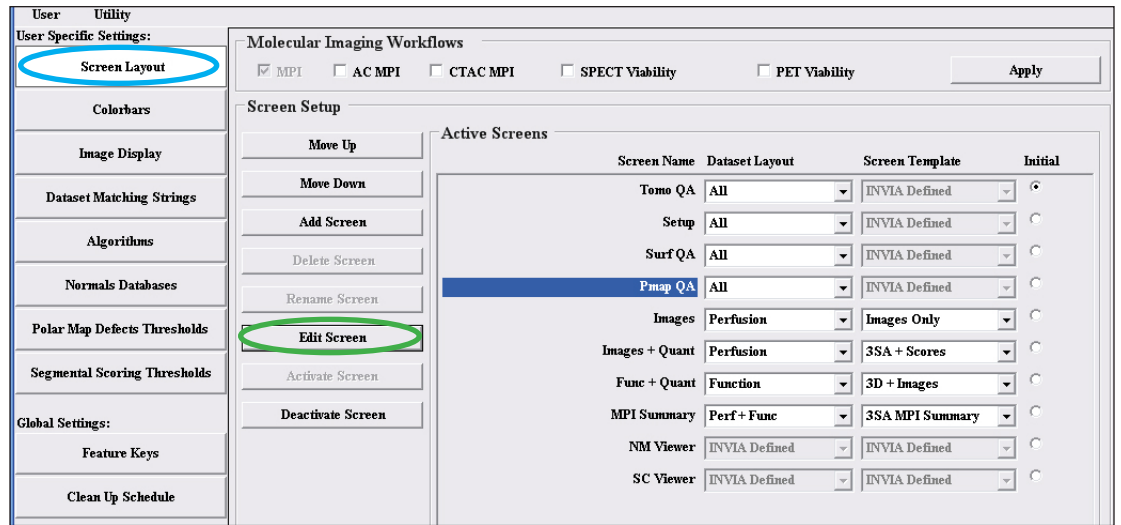 User Utility
User Specific Settings:
Screen Layout
Colorbars
Image Display
Dataset Matching Strings
Algorithms
Normals Databases
Polar Map Defects Thresholds
Segmental Scoring Thresholds
Global Settings:
Feature Keys
Clean Up Schedule
Molecular Imaging Workflows
MPI AC MPI CTAC MPI SPECT Viability PET Viability Apply
Screen Setup
Move Up
Move Down
Add Screen
Delete Screen
Rename Screen
Edit Screen
Activate Screen
Deactivate Screen
Active Screens
Screen Name Dataset Layout Screen Template Initial
Tomo QA All INVIA Defined
Setup All INVIA Defined
Surf QA All INVIA Defined
Pmap QA All INVIA Defined
Images Perfusion Images Only
Images + Quant Perfusion 3SA + Scores
Func + Quant Function 3D + Images
MPI Summary Perf + Func 3SA MPI Summary
NM Viewer INVIA Defined INVIA Defined
SC Viewer INVIA Defined INVIA Defined